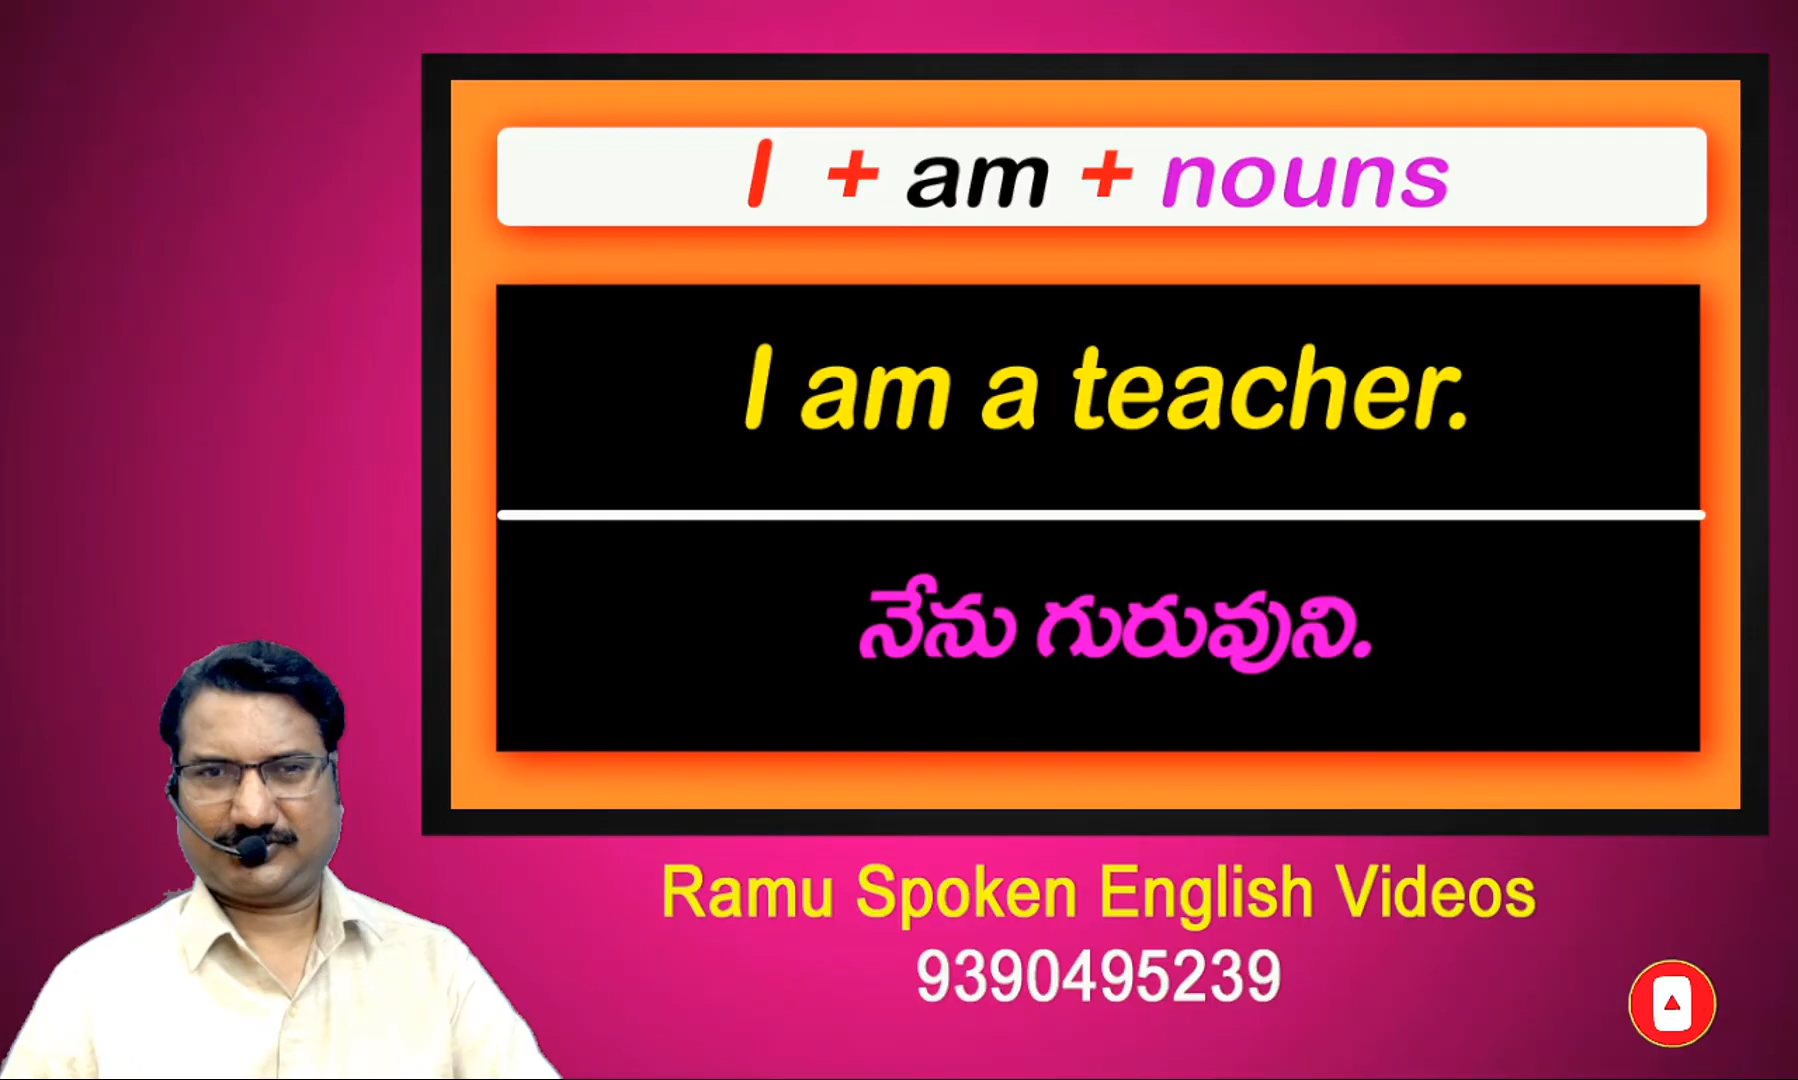 I + am + nouns
I am a teacher.
నేను గురువుని.
Ramu Spoken English Videos
9390495239